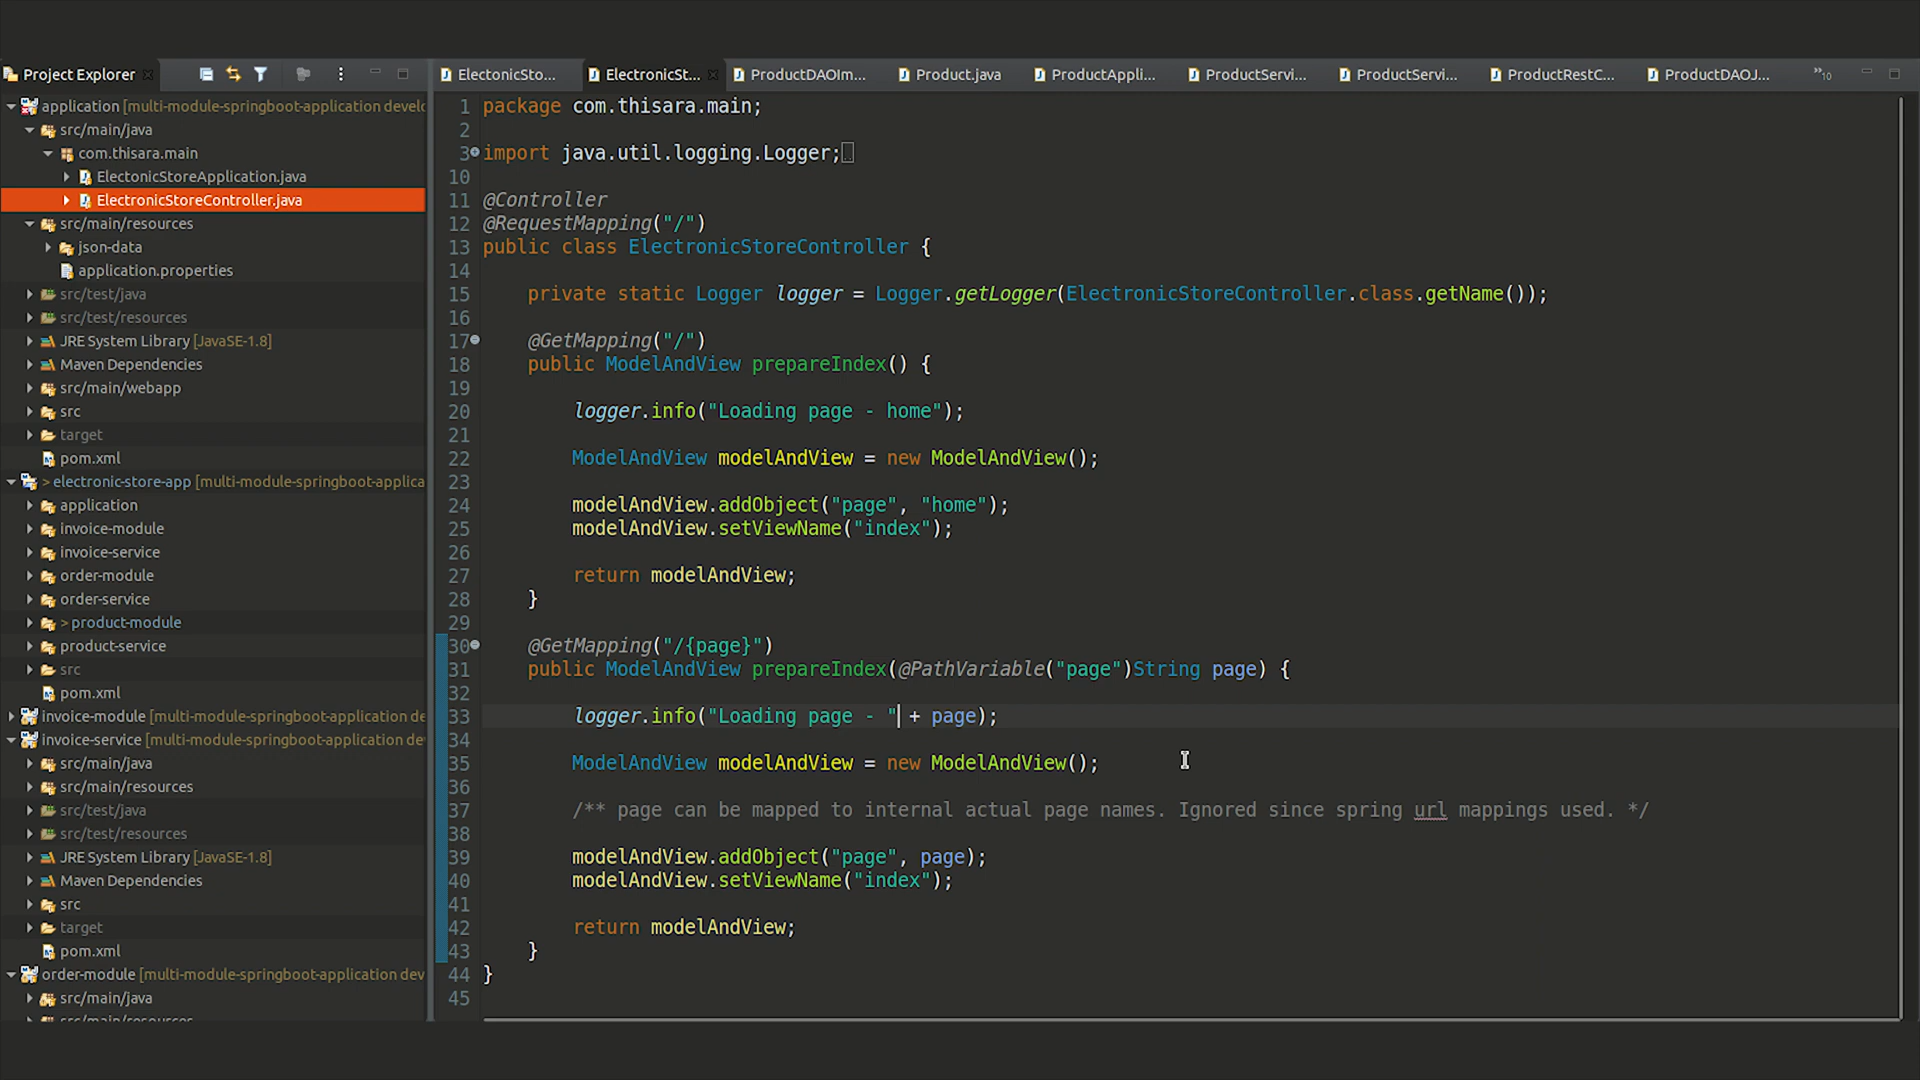 Project Explorer
application [multi-module-springboot-application develo
src/main/java
com.thisara.main
ElectonicStoreApplication.java
ElectronicStoreController.java
src/main/resources
json-data
application.properties
src/test/java
src/test/resources
JRE System Library [JavaSE-1.8]
Maven Dependencies
src/main/webapp
src
target
pom.xml
> electronic-store-app [multi-module-springboot-applica
application
invoice-module
invoice-service
order-module
order-service
> product-module
product-service
src
pom.xml
invoice-module [multi-module-springboot-application de
invoice-service [multi-module-springboot-application de
src/main/java
src/main/resources
src/test/java
src/test/resources
JRE System Library [JavaSE-1.8]
Maven Dependencies
src
target
pom.xml
order-module [multi-module-springboot-application dev
src/main/java
src/main/resources
ElectonicSto... ElectronicSt... ProductDAOIm... Product.java ProductAppli... ProductServi... ProductServi... ProductRestC... ProductDAOJ... »10
1 package com.thisara.main;
2
3 import java.util.logging.Logger;
10
11 @Controller
12 @RequestMapping("/")
13 public class ElectronicStoreController {
14
15 private static Logger logger = Logger.getLogger(ElectronicStoreController.class.getName());
16
17 @GetMapping("/")
18 public ModelAndView prepareIndex() {
19
20 logger.info("Loading page - home");
21
22 ModelAndView modelAndView = new ModelAndView();
23
24 modelAndView.addObject("page", "home");
25 modelAndView.setViewName("index");
26
27 return modelAndView;
28 }
29
30 @GetMapping("/{page}")
31 public ModelAndView prepareIndex(@PathVariable("page")String page) {
32
33 logger.info("Loading page - " + page);
34
35 ModelAndView modelAndView = new ModelAndView();
36
37 /** page can be mapped to internal actual page names. Ignored since spring url mappings used. */
38
39 modelAndView.addObject("page", page);
40 modelAndView.setViewName("index");
41
42 return modelAndView;
43 }
44 }
45